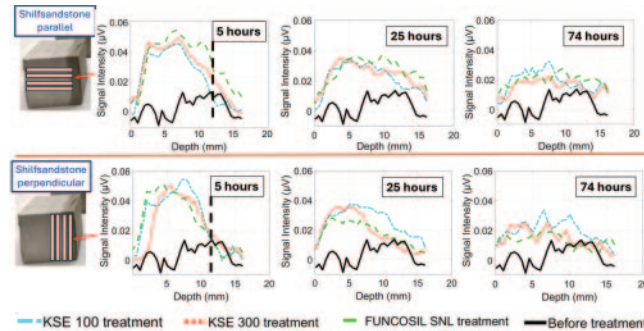 Shilfsandstone
parallel
Signal Intensity (μV)
0.06
0.04
0.02
0
0 5 10 15 20
Depth (mm)
5 hours
Signal Intensity (μV)
0.06
0.04
0.02
0
0 5 10 15 20
Depth (mm)
25 hours
Signal Intensity (μV)
0.06
0.04
0.02
0
0 5 10 15 20
Depth (mm)
74 hours
Shilfsandstone
perpendicular
Signal Intensity (μV)
0.06
0.04
0.02
0
0 5 10 15 20
Depth (mm)
5 hours
Signal Intensity (μV)
0.06
0.04
0.02
0
0 5 10 15 20
Depth (mm)
25 hours
Signal Intensity (μV)
0.06
0.04
0.02
0
0 5 10 15 20
Depth (mm)
74 hours
KSE 100 treatment KSE 300 treatment FUNCOSIL SNL treatment Before treatment